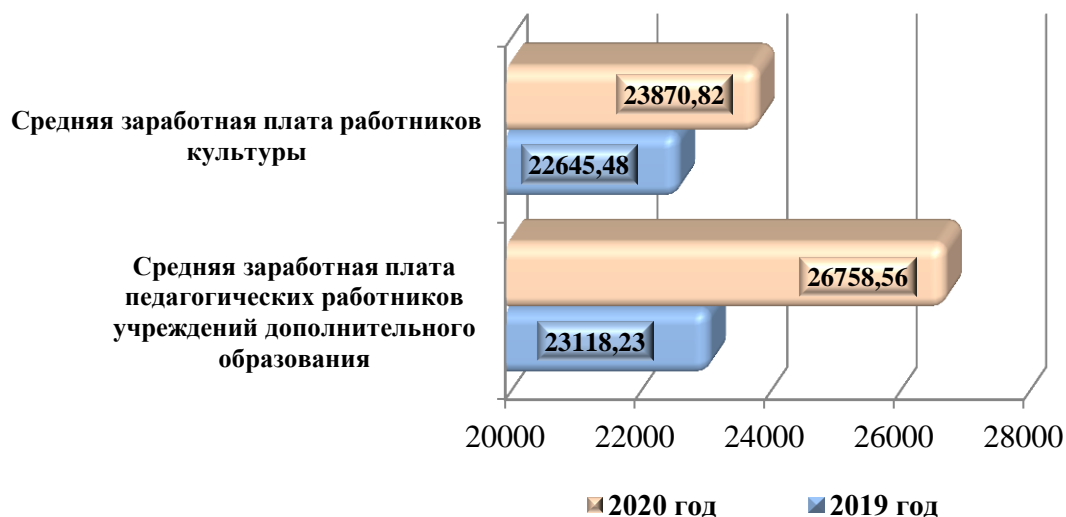 23870,82
Средняя заработная плата работников
культуры
22645,48
Средняя заработная плата
педагогических работников
учреждений дополнительного
образования
26758,56
23118,23
20000 22000 24000 26000 28000
2020 год 2019 год